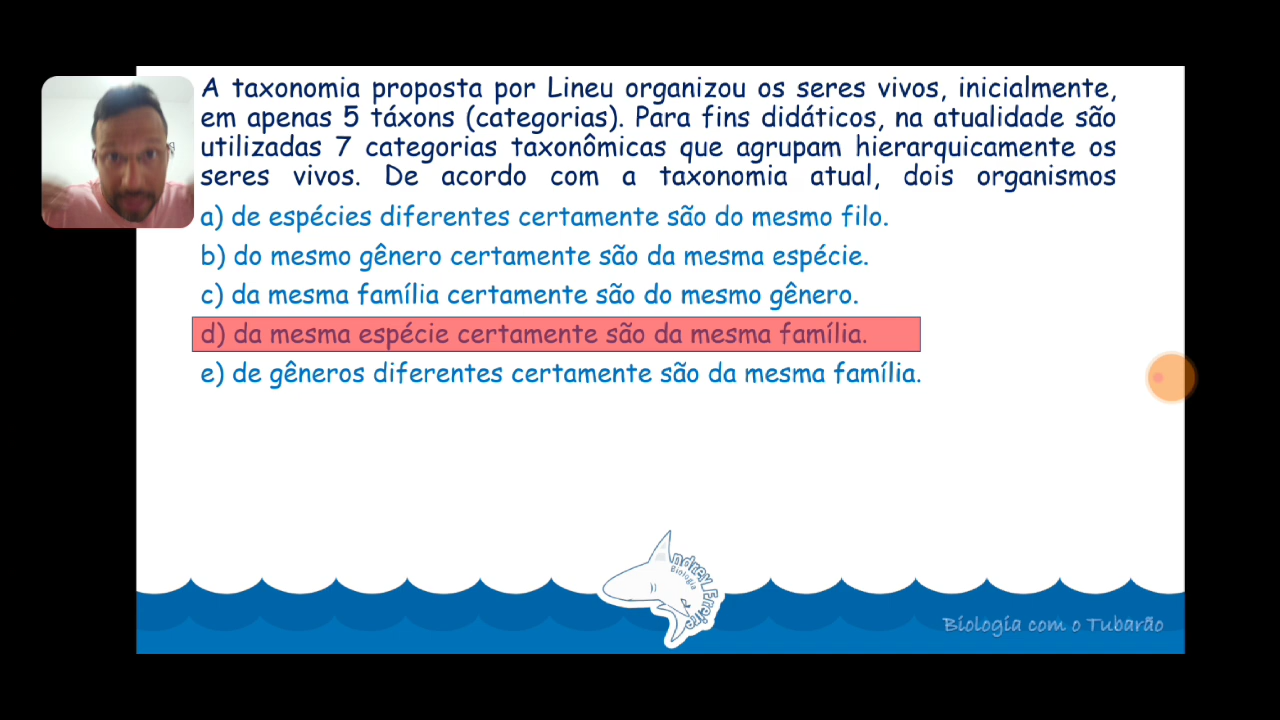 A taxonomia proposta por Lineu organizou os seres vivos, inicialmente,
em apenas 5 táxons (categorias). Para fins didáticos, na atualidade são
utilizadas 7 categorias taxonômicas que agrupam hierarquicamente os
seres vivos. De acordo com a taxonomia atual, dois organismos
a) de espécies diferentes certamente são do mesmo filo.
b) do mesmo gênero certamente são da mesma espécie.
c) da mesma família certamente são do mesmo gênero.
d) da mesma espécie certamente são da mesma família.
e) de gêneros diferentes certamente são da mesma família.
Biologia
Biologia com o Tubarão